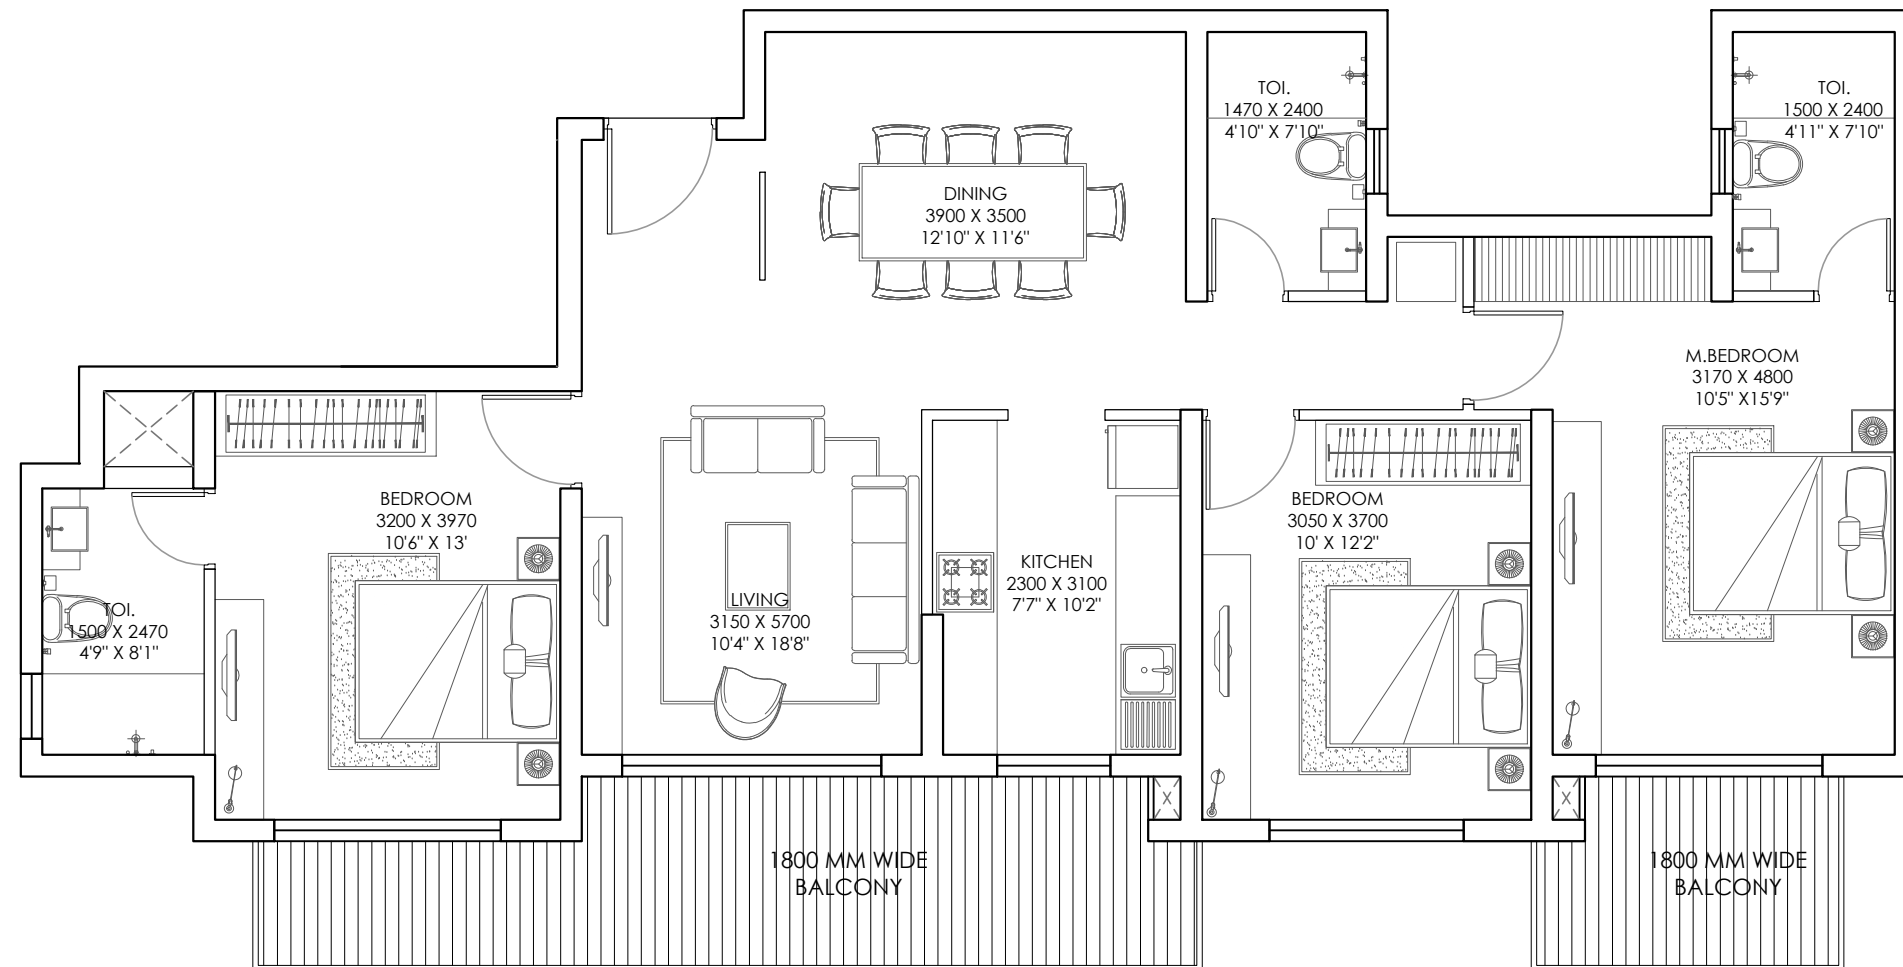 TOI.
1470 X 2400
4'10" X 7'10"
TOI.
1500 X 2400
4'11" X 7'10"
DINING
3900 X 3500
12'10" X 11'6"
M.BEDROOM
3170 X 4800
10'5" X15'9"
BEDROOM
3200 X 3970
10'6" X 13'
BEDROOM
3050 X 3700
10' X 12'2"
KITCHEN
2300 X 3100
7'7" X 10'2"
LIVING
3150 X 5700
10'4" X 18'8"
TOI.
1500 X 2470
4'9" X 8'1"
1800 MM WIDE
BALCONY
1800 MM WIDE
BALCONY